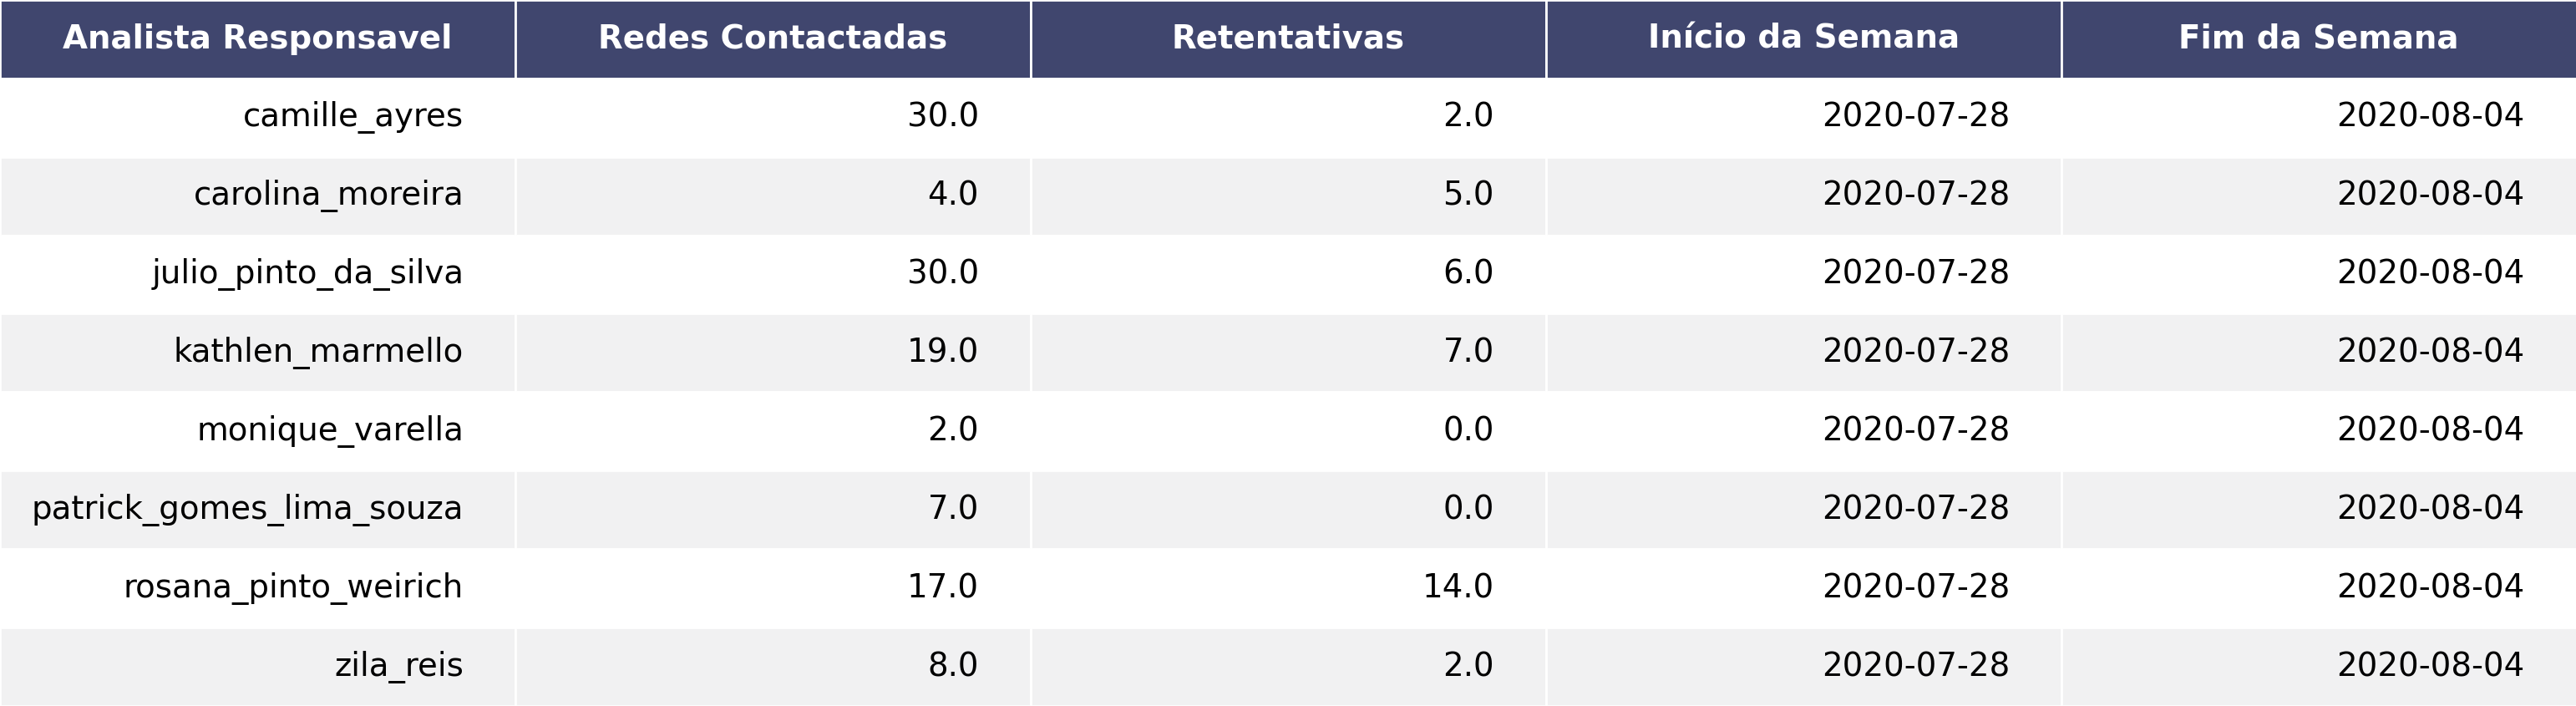 Analista Responsavel Redes Contactadas Retentativas Início da Semana Fim da Semana
camille_ayres 30.0 2.0 2020-07-28 2020-08-04
carolina_moreira 4.0 5.0 2020-07-28 2020-08-04
julio_pinto_da_silva 30.0 6.0 2020-07-28 2020-08-04
kathlen_marmello 19.0 7.0 2020-07-28 2020-08-04
monique_varella 2.0 0.0 2020-07-28 2020-08-04
patrick_gomes_lima_souza 7.0 0.0 2020-07-28 2020-08-04
rosana_pinto_weirich 17.0 14.0 2020-07-28 2020-08-04
zila_reis 8.0 2.0 2020-07-28 2020-08-04